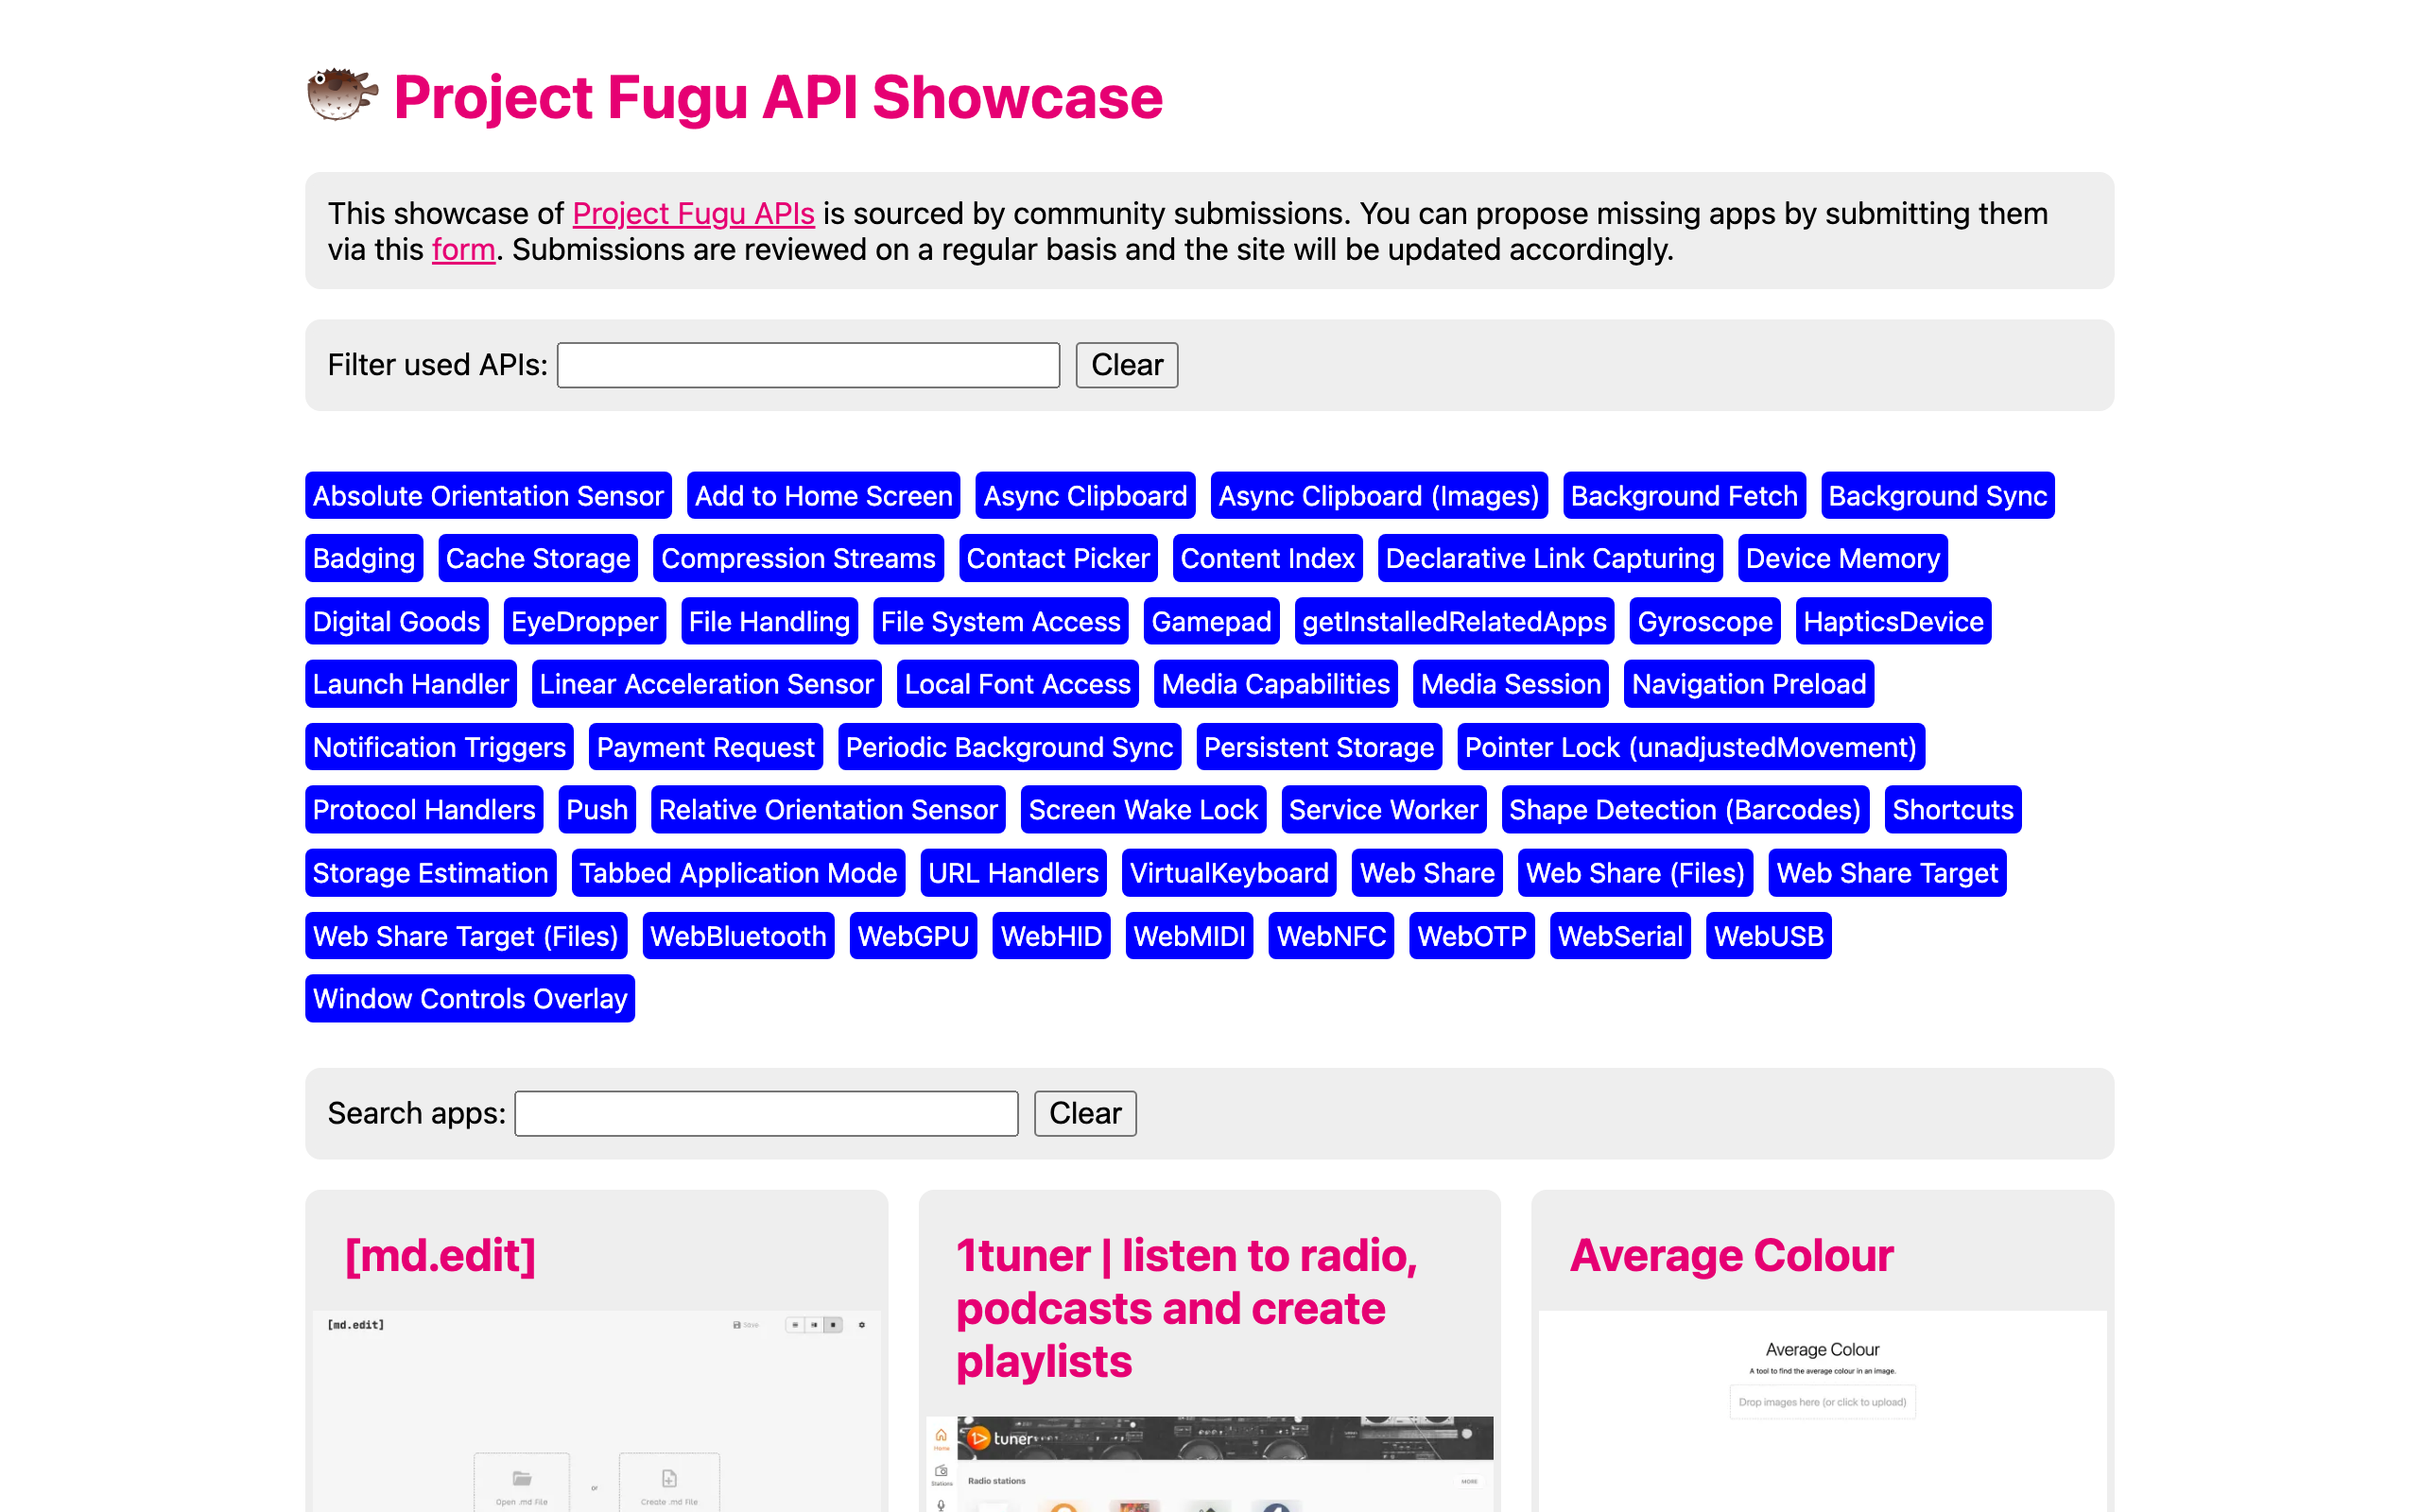 Project Fugu API Showcase
This showcase of Project Fugu APIs is sourced by community submissions. You can propose missing apps by submitting them
via this form. Submissions are reviewed on a regular basis and the site will be updated accordingly.
Filter used APIs: Clear
Absolute Orientation Sensor Add to Home Screen Async Clipboard Async Clipboard (Images) Background Fetch Background Sync
Badging Cache Storage Compression Streams Contact Picker Content Index Declarative Link Capturing Device Memory
Digital Goods EyeDropper File Handling File System Access Gamepad getInstalledRelatedApps Gyroscope HapticsDevice
Launch Handler Linear Acceleration Sensor Local Font Access Media Capabilities Media Session Navigation Preload
Notification Triggers Payment Request Periodic Background Sync Persistent Storage Pointer Lock (unadjustedMovement)
Protocol Handlers Push Relative Orientation Sensor Screen Wake Lock Service Worker Shape Detection (Barcodes) Shortcuts
Storage Estimation Tabbed Application Mode URL Handlers VirtualKeyboard Web Share Web Share (Files) Web Share Target
Web Share Target (Files) WebBluetooth WebGPU WebHID WebMIDI WebNFC WebOTP WebSerial WebUSB
Window Controls Overlay
Search apps: Clear
[md.edit]
[md.edit] Save
Open .md File or Create .md File
1tuner | listen to radio,
podcasts and create
playlists
tuner
Home
Stations
Radio stations MORE
Average Colour
Average Colour
A tool to find the average colour in an image.
Drop images here (or click to upload)